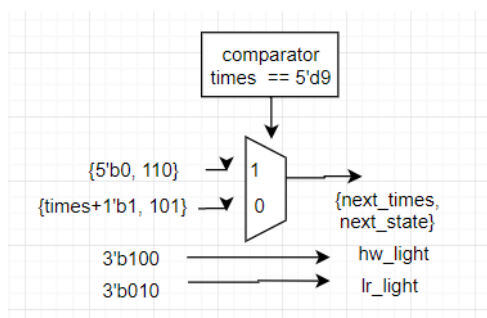 comparator
times == 5'd9
{5'b0, 110}
1
{times+1'b1, 101}
0
{next_times,
next_state}
3'b100
hw_light
3'b010
lr_light